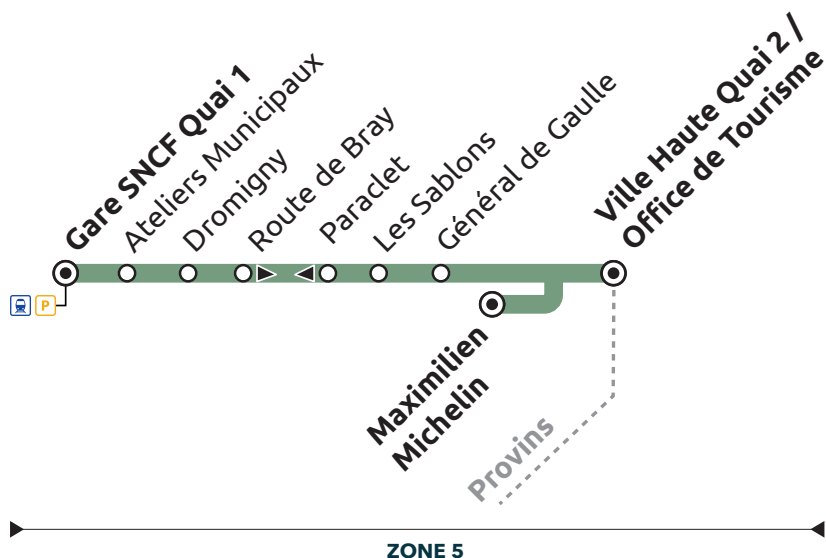 Gare SNCF Quai 1
Ateliers Municipaux
Dromigny
Route de Bray
Paraclet
Les Sablons
Général de Gaulle
Ville Haute Quai 2 /
Office de Tourisme
P
Maximilien
Michelin
Provins
ZONE 5